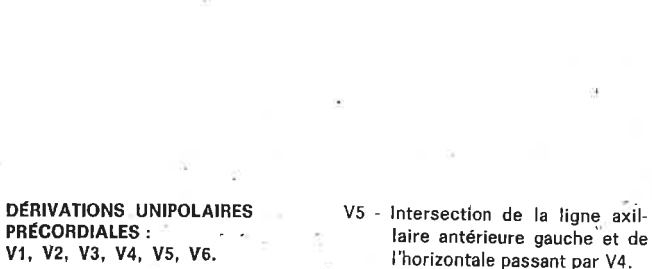 DÉRIVATIONS UNIPOLAIRES
PRÉCORDIALES :
V1, V2, V3, V4, V5, V6.
V5 - Intersection de la ligne axil-
laire antérieure gauche et de
l'horizontale passant par V4.